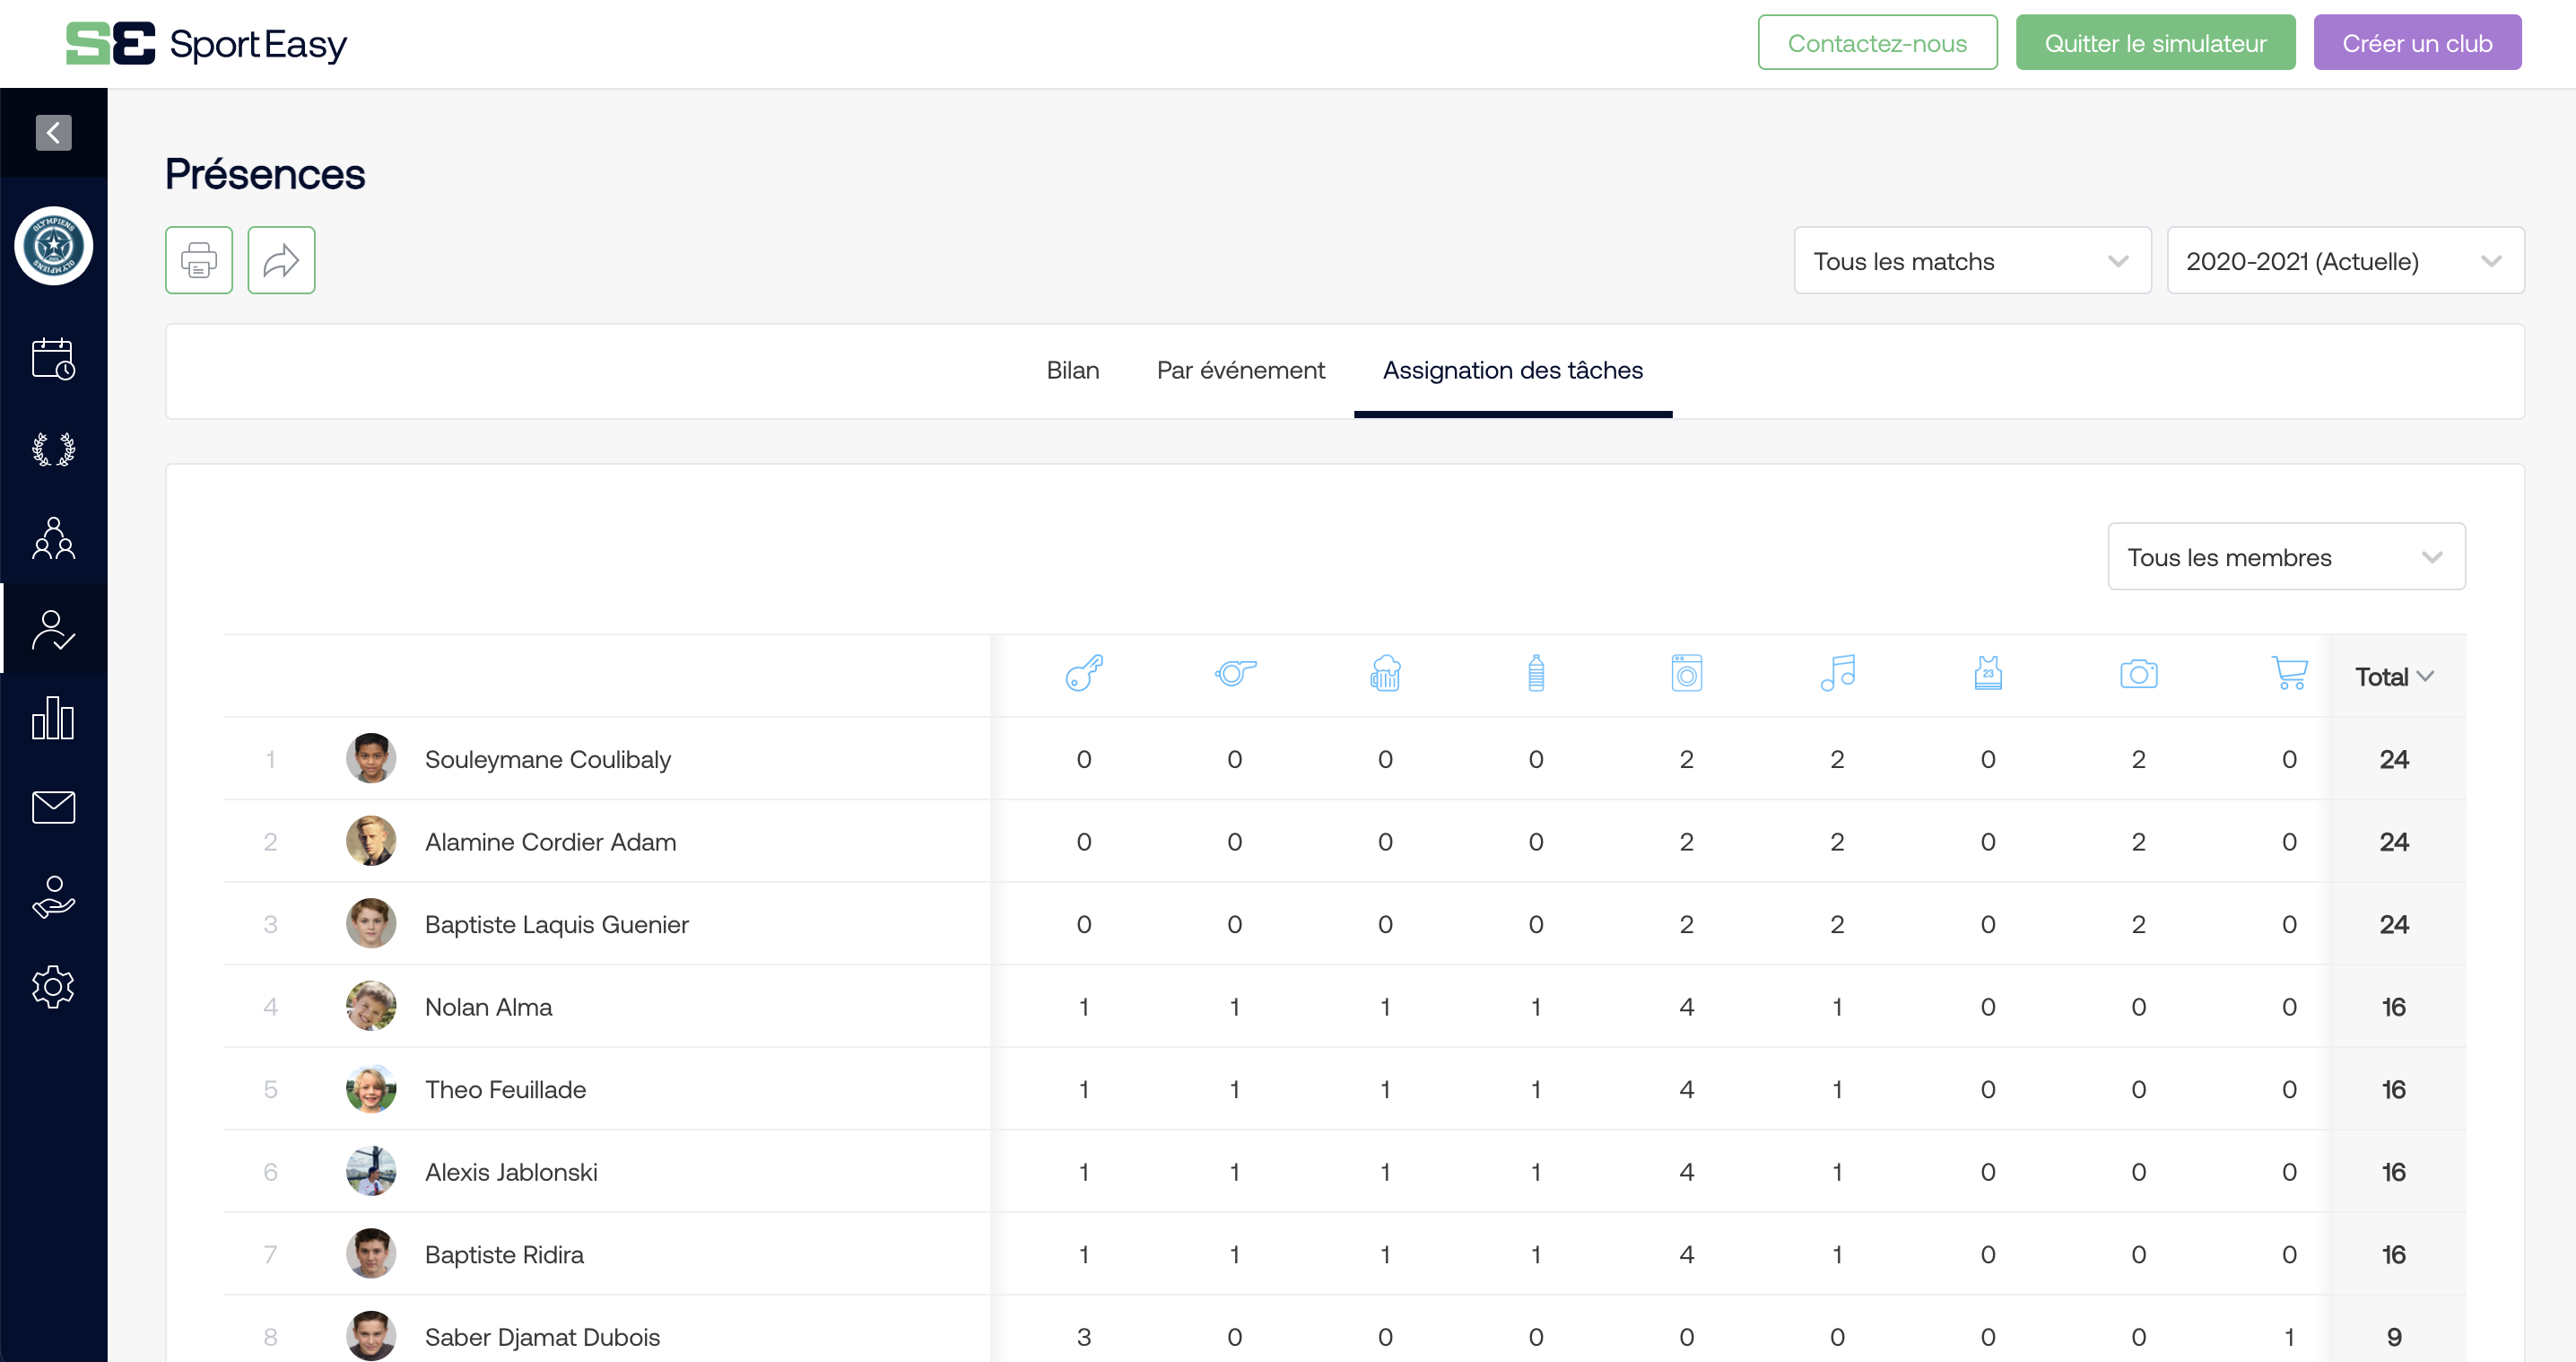 SE SportEasy
Contactez-nous
Quitter le simulateur
Créer un club
Présences
Tous les matchs
2020-2021 (Actuelle)
Bilan
Par événement
Assignation des tâches
Tous les membres
23
Total
1 Souleymane Coulibaly 0 0 0 0 2 2 0 2 0 24
2 Alamine Cordier Adam 0 0 0 0 2 2 0 2 0 24
3 Baptiste Laquis Guenier 0 0 0 0 2 2 0 2 0 24
4 Nolan Alma 1 1 1 1 4 1 0 0 0 16
5 Theo Feuillade 1 1 1 1 4 1 0 0 0 16
6 Alexis Jablonski 1 1 1 1 4 1 0 0 0 16
7 Baptiste Ridira 1 1 1 1 4 1 0 0 0 16
8 Saber Djamat Dubois 3 0 0 0 0 0 0 0 1 9
OLYMPIENS
OLYMPIENS